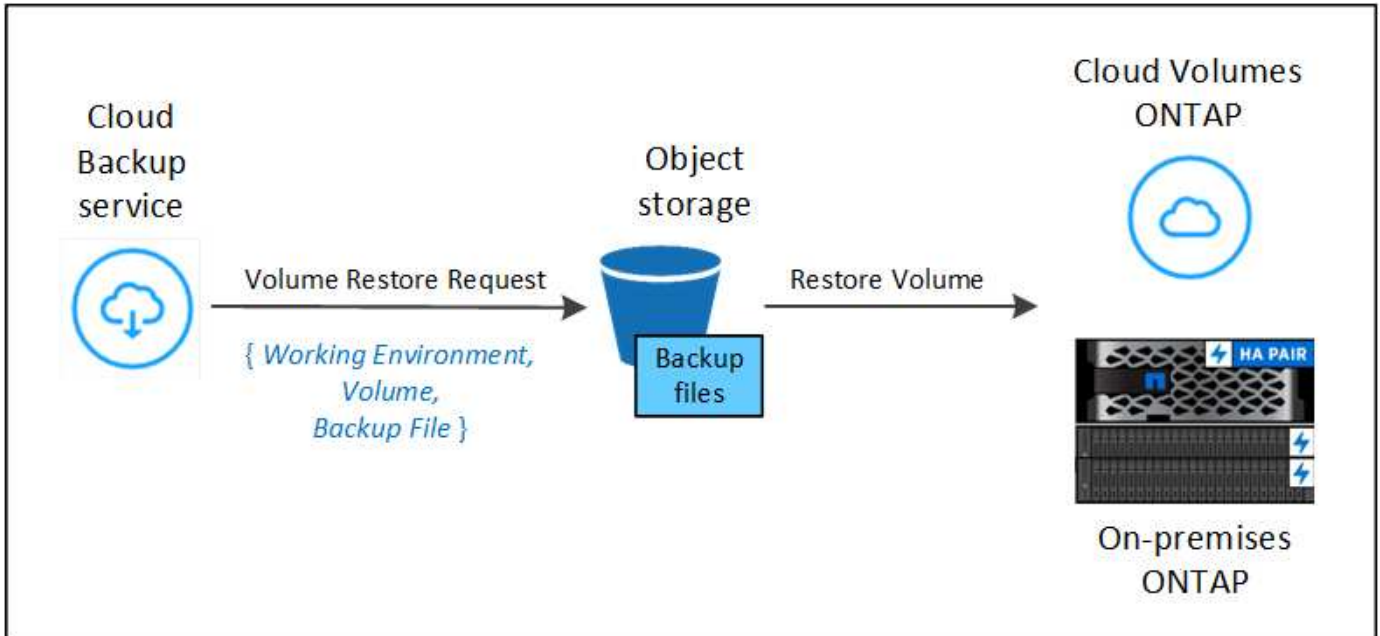 Cloud
Backup
service
Volume Restore Request
{ Working Environment,
Volume,
Backup File }
Object
storage
Backup
files
Restore Volume
Cloud Volumes
ONTAP
HA PAIR
On-premises
ONTAP